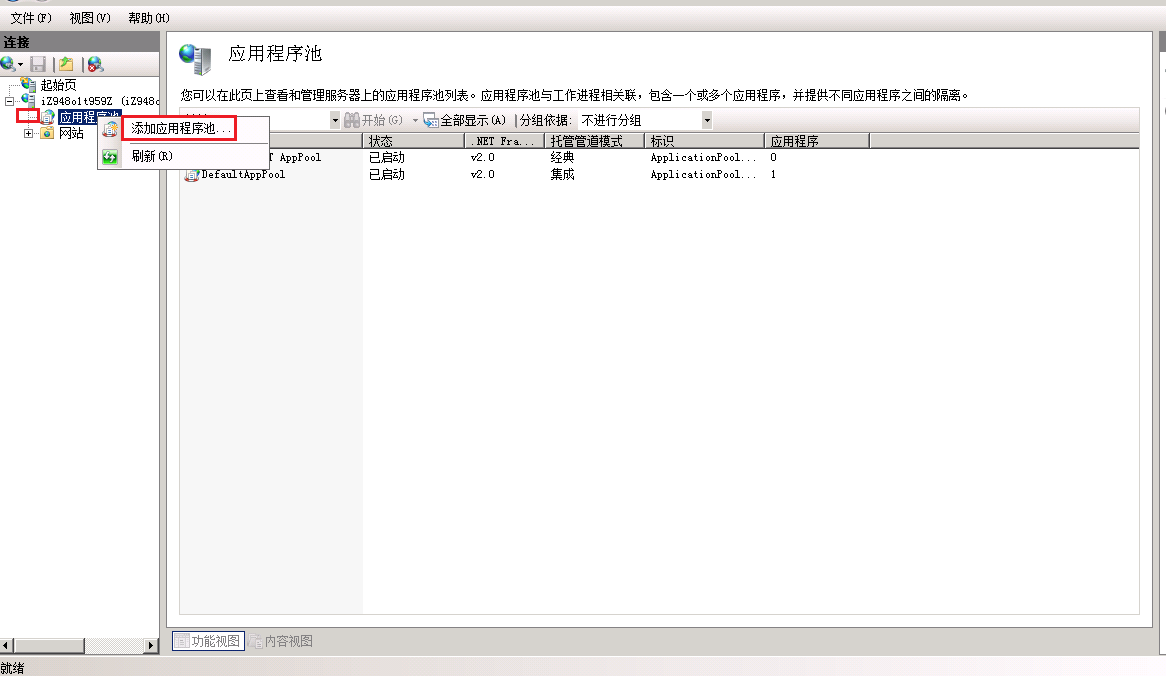 文件(F) 视图(V) 帮助(H)
连接
起始页
iZ948o1t959Z (iZ948o
应用程序池
网站
添加应用程序池...
刷新(R)
应用程序池
您可以在此页上查看和管理服务器上的应用程序池列表。应用程序池与工作进程相关联，包含一个或多个应用程序，并提供不同应用程序之间的隔离。
开始(G) 全部显示(A) 分组依据: 不进行分组
状态 .NET Fra... 托管管道模式 标识 应用程序
T AppPool 已启动 v2.0 经典 ApplicationPool... 0
DefaultAppPool 已启动 v2.0 集成 ApplicationPool... 1
功能视图 内容视图
就绪